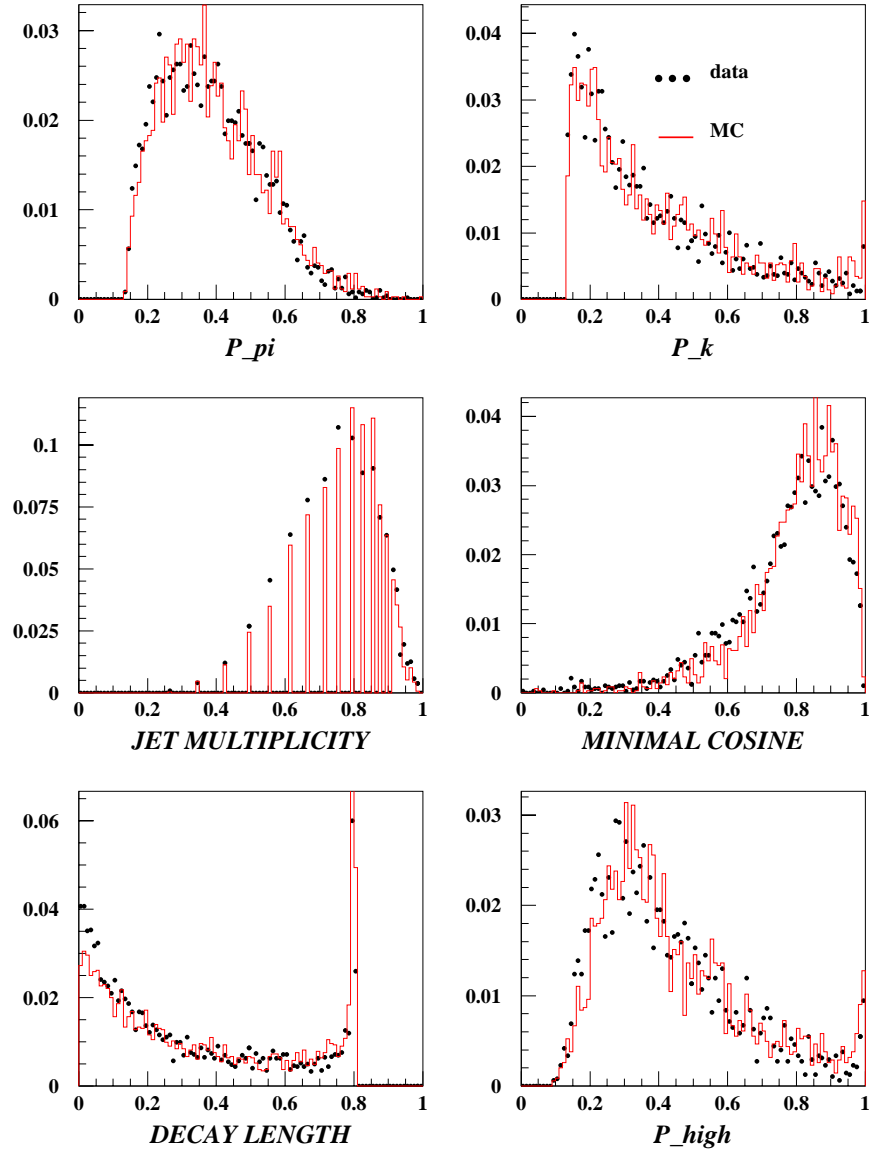 0.03
0.02
0.01
0
0 0.2 0.4 0.6 0.8 1
P_pi
0.04
0.03
0.02
0.01
0
0 0.2 0.4 0.6 0.8 1
P_k
data
MC
0.1
0.075
0.05
0.025
0
0 0.2 0.4 0.6 0.8 1
JET MULTIPLICITY
0.04
0.03
0.02
0.01
0
0 0.2 0.4 0.6 0.8 1
MINIMAL COSINE
0.06
0.04
0.02
0
0 0.2 0.4 0.6 0.8 1
DECAY LENGTH
0.03
0.02
0.01
0
0 0.2 0.4 0.6 0.8 1
P_high